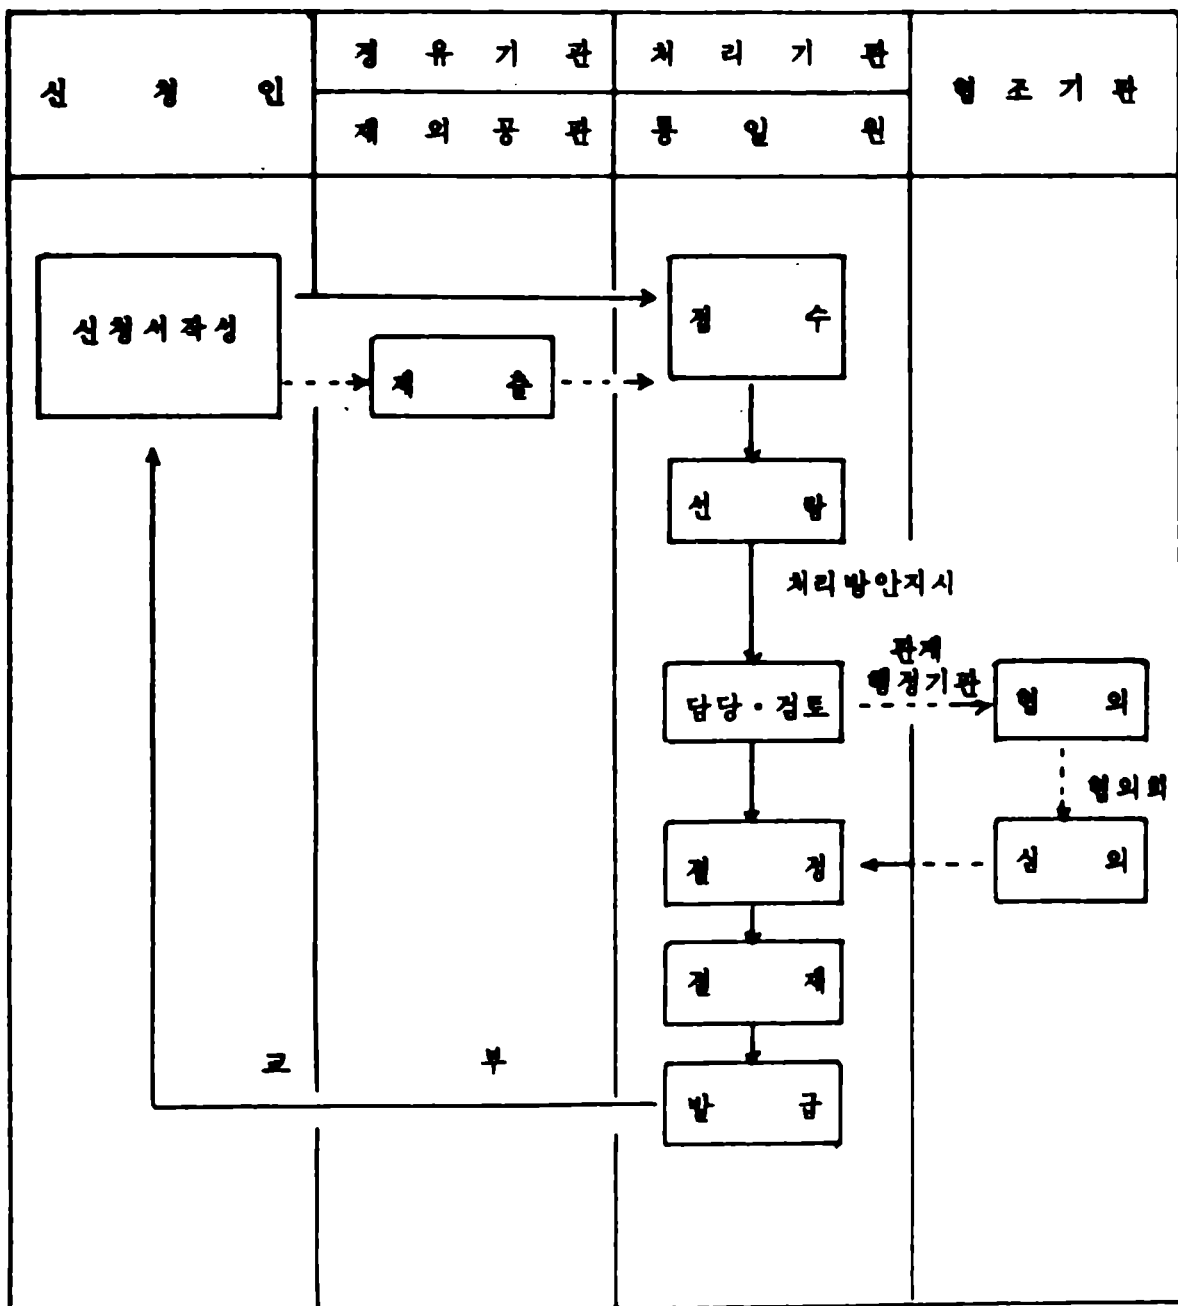 신 청 인
경 유 기 관
재 외 공 관
처 리 기 관
통 일 원
협 조 기 관
신청서작성
제 출
접 수
선 람
처리방안지시
담당·검토
관계
행정기관
협 의
협의회
심 의
결 정
결 재
발 급
교 부